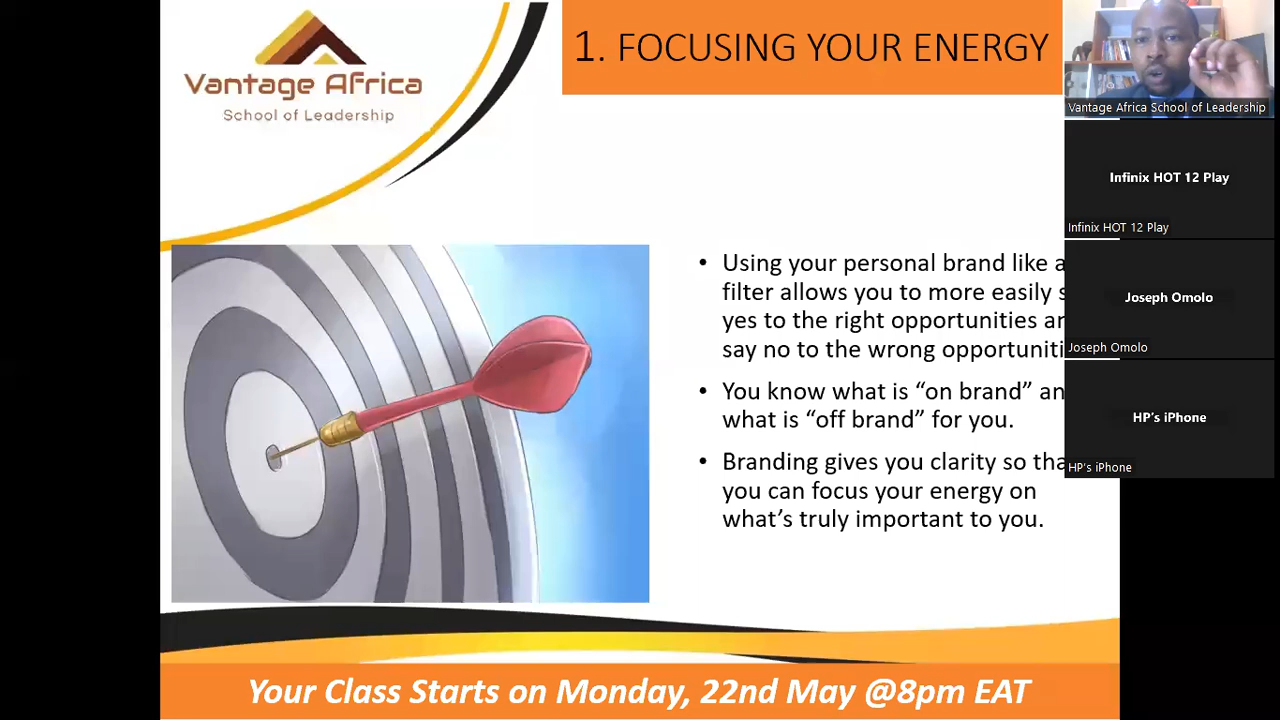 Vantage Africa
School of Leadership
1. FOCUSING YOUR ENERGY
• Using your personal brand like a
filter allows you to more easily s
yes to the right opportunities a
say no to the wrong opportuniti
• You know what is “on brand” an
what is “off brand” for you.
• Branding gives you clarity so tha
you can focus your energy on
what’s truly important to you.
Your Class Starts on Monday, 22nd May @8pm EAT
Vantage Africa School of Leadership
Infinix HOT 12 Play
Infinix HOT 12 Play
Joseph Omolo
Joseph Omolo
HP’s iPhone
HP’s iPhone